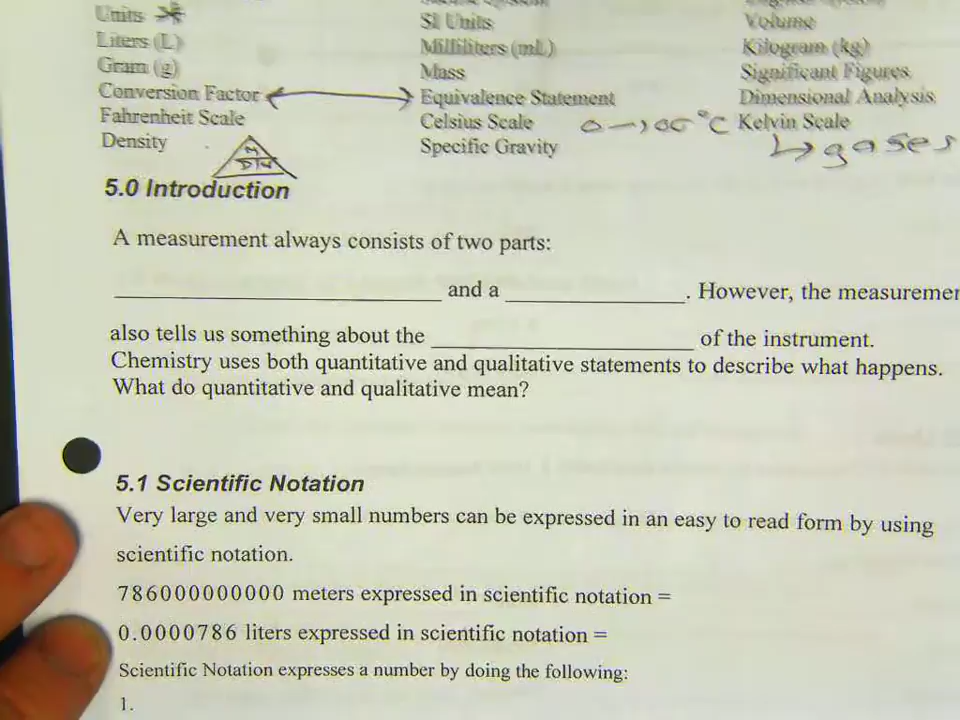 Units
SI Units
Volume
Liters (L)
Milliliters (mL)
Kilogram (kg)
Gram (g)
Mass
Significant Figures
Conversion Factor
Equivalence Statement
Dimensional Analysis
Fahrenheit Scale
Celsius Scale 0→100 °C
Kelvin Scale
Density
Specific Gravity
↳ gases
M
D V
5.0 Introduction
A measurement always consists of two parts:
______________ and a ______________. However, the measuremen
also tells us something about the ______________ of the instrument.
Chemistry uses both quantitative and qualitative statements to describe what happens.
What do quantitative and qualitative mean?
5.1 Scientific Notation
Very large and very small numbers can be expressed in an easy to read form by using
scientific notation.
786000000000 meters expressed in scientific notation =
0.0000786 liters expressed in scientific notation =
Scientific Notation expresses a number by doing the following:
1.